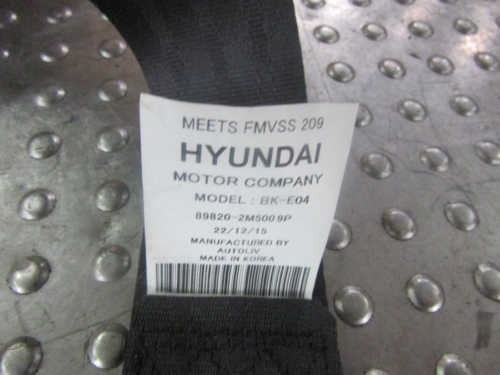 MEETS FMVSS 209
HYUNDAI
MOTOR COMPANY
MODEL : BK-E04
89820-2M5009P
22/12/15
MANUFACTURED BY
AUTOLIV
MADE IN KOREA